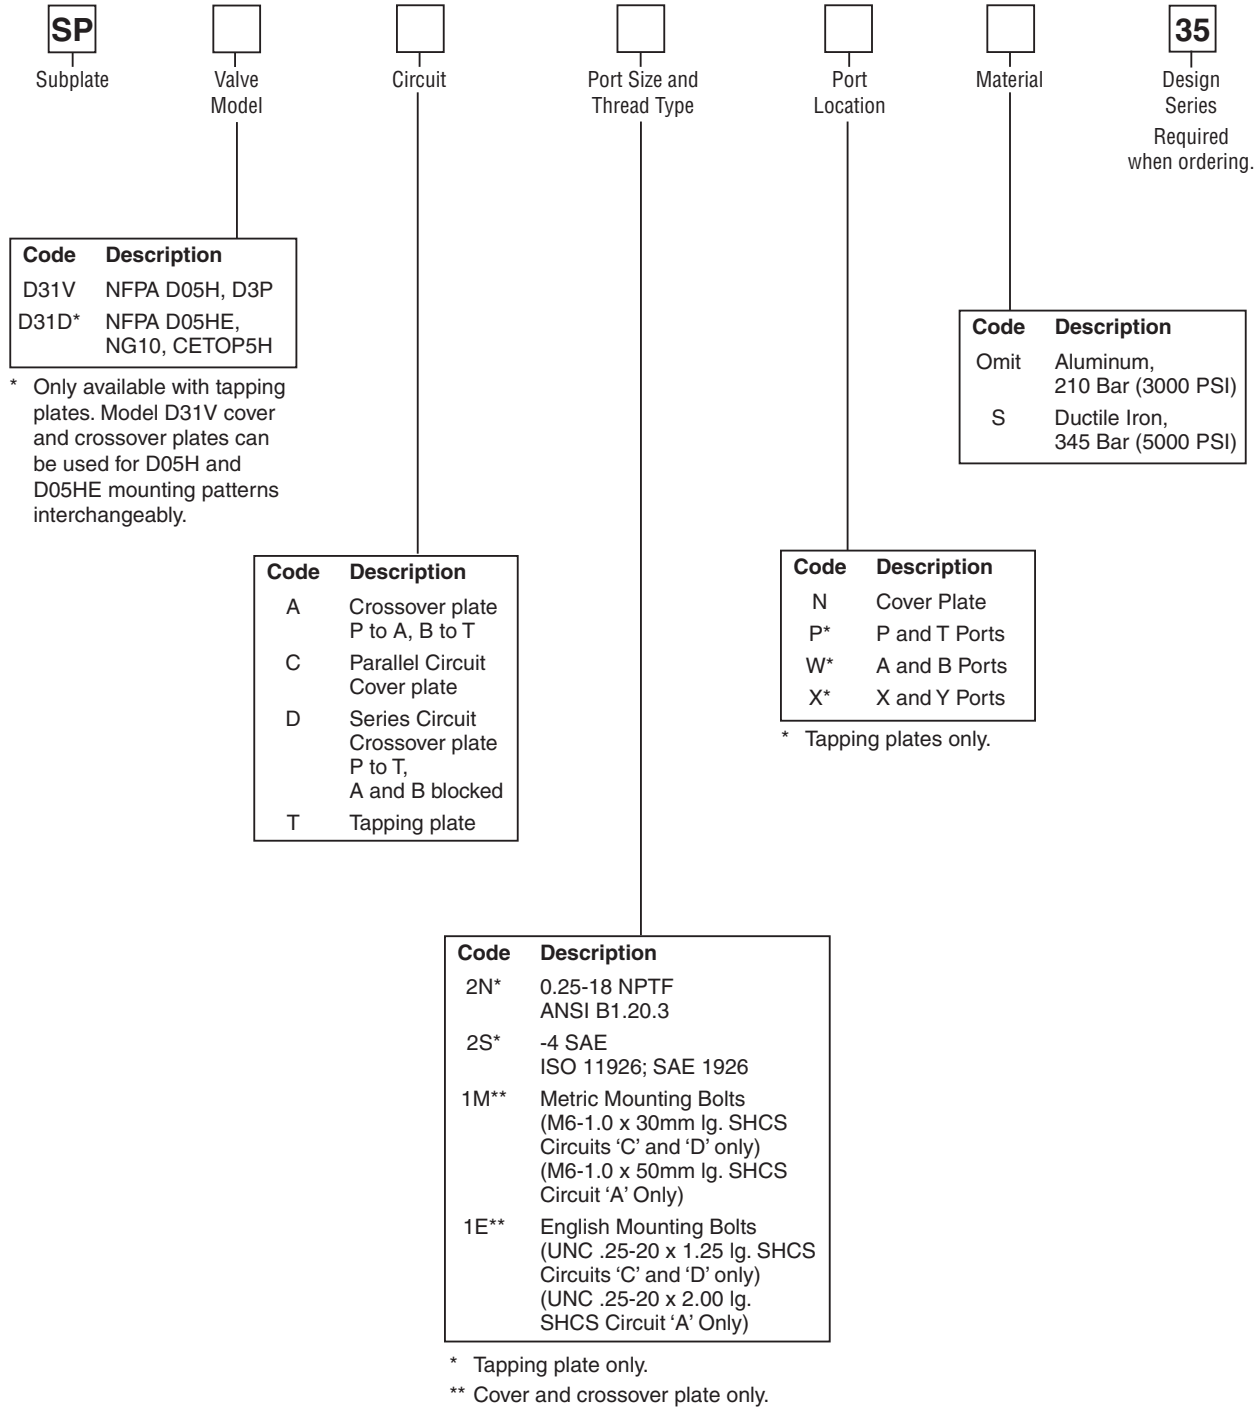 SP
35
Subplate
Valve
Model
Circuit
Port Size and
Thread Type
Port
Location
Material
Design
Series
Required
when ordering.
Code Description
D31V NFPA D05H, D3P
D31D* NFPA D05HE,
NG10, CETOP5H
* Only available with tapping
plates. Model D31V cover
and crossover plates can
be used for D05H and
D05HE mounting patterns
interchangeably.
Code Description
Omit Aluminum,
210 Bar (3000 PSI)
S Ductile Iron,
345 Bar (5000 PSI)
Code Description
A Crossover plate
P to A, B to T
C Parallel Circuit
Cover plate
D Series Circuit
Crossover plate
P to T,
A and B blocked
T Tapping plate
Code Description
N Cover Plate
P* P and T Ports
W* A and B Ports
X* X and Y Ports
* Tapping plates only.
Code Description
2N* 0.25-18 NPTF
ANSI B1.20.3
2S* -4 SAE
ISO 11926; SAE 1926
1M** Metric Mounting Bolts
(M6-1.0 x 30mm lg. SHCS
Circuits ‘C’ and ‘D’ only)
(M6-1.0 x 50mm lg. SHCS
Circuit ‘A’ Only)
1E** English Mounting Bolts
(UNC .25-20 x 1.25 lg. SHCS
Circuits ‘C’ and ‘D’ only)
(UNC .25-20 x 2.00 lg.
SHCS Circuit ‘A’ Only)
* Tapping plate only.
** Cover and crossover plate only.